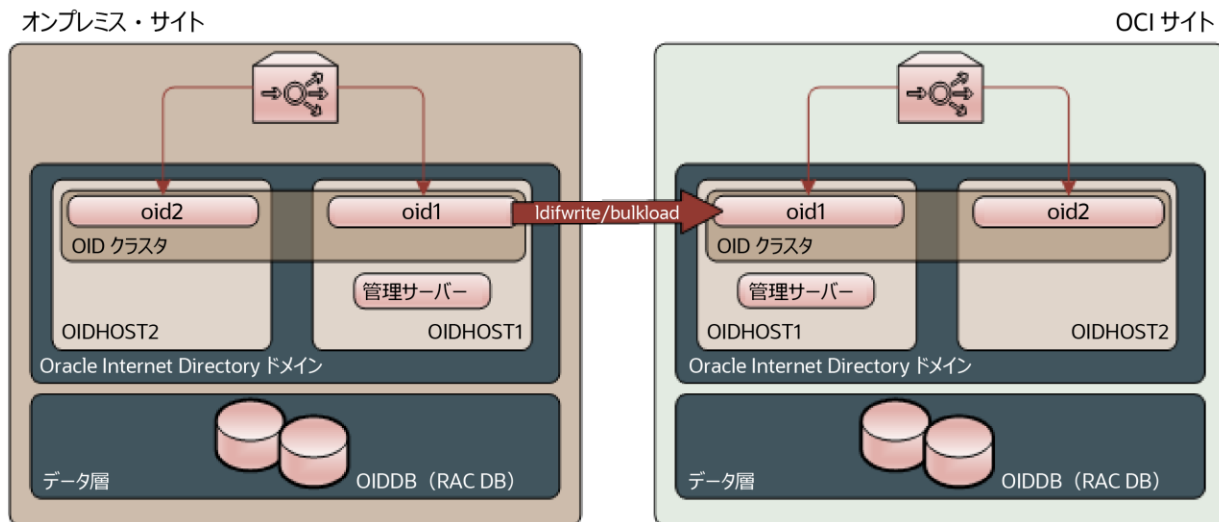 オンプレミス・サイト
OCI サイト
oid2
oid1
ldifwrite/bulkload
oid1
oid2
OID クラスタ
OID クラスタ
管理サーバー
管理サーバー
OIDHOST2
OIDHOST1
OIDHOST1
OIDHOST2
Oracle Internet Directory ドメイン
Oracle Internet Directory ドメイン
データ層
OIDDB（RAC DB）
データ層
OIDDB（RAC DB）